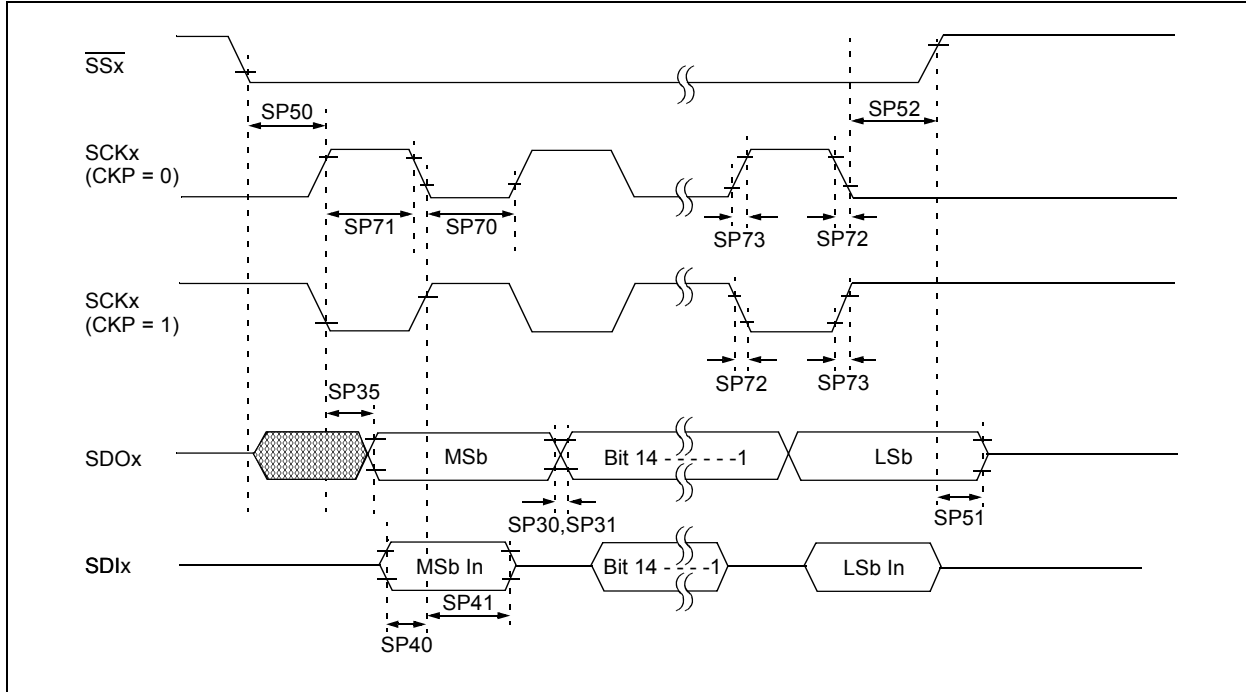 SSx
SP50
SP52
SCKx
(CKP = 0)
SP71
SP70
SP73
SP72
SCKx
(CKP = 1)
SP72
SP73
SP35
SDOx
MSb
Bit 14 - - - - - - -1
LSb
SP30,SP31
SP51
SDIx
MSb In
Bit 14 - - - - -1
LSb In
SP41
SP40